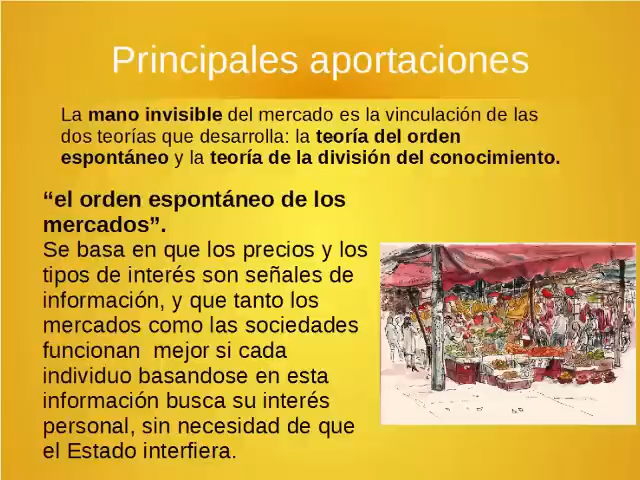 Principales aportaciones
La mano invisible del mercado es la vinculación de las
dos teorías que desarrolla: la teoría del orden
espontáneo y la teoría de la división del conocimiento.
“el orden espontáneo de los
mercados”.
Se basa en que los precios y los
tipos de interés son señales de
información, y que tanto los
mercados como las sociedades
funcionan  mejor si cada
individuo basandose en esta
información busca su interés
personal, sin necesidad de que
el Estado interfiera.